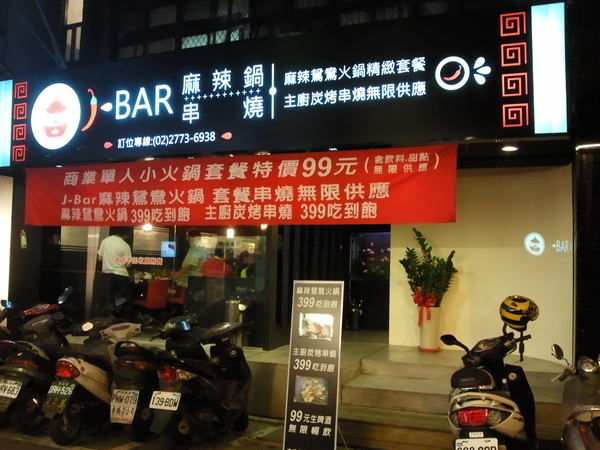 J-BAR
麻辣鍋
串燒
麻辣鴛鴦火鍋精緻套餐
主廚炭烤串燒無限供應
訂位專線:(02)2773-6938
商業單人小火鍋套餐特價99元(含飲料.甜點無限供應)
J-Bar麻辣鴛鴦火鍋 套餐串燒無限供應
麻辣鴛鴦火鍋 399吃到飽 主廚炭烤串燒 399吃到飽
J-BAR
麻辣鴛鴦火鍋
399吃到飽
主廚炭烤串燒
399吃到飽
99元生啤酒
無限暢飲
PHW-079
139-BDW